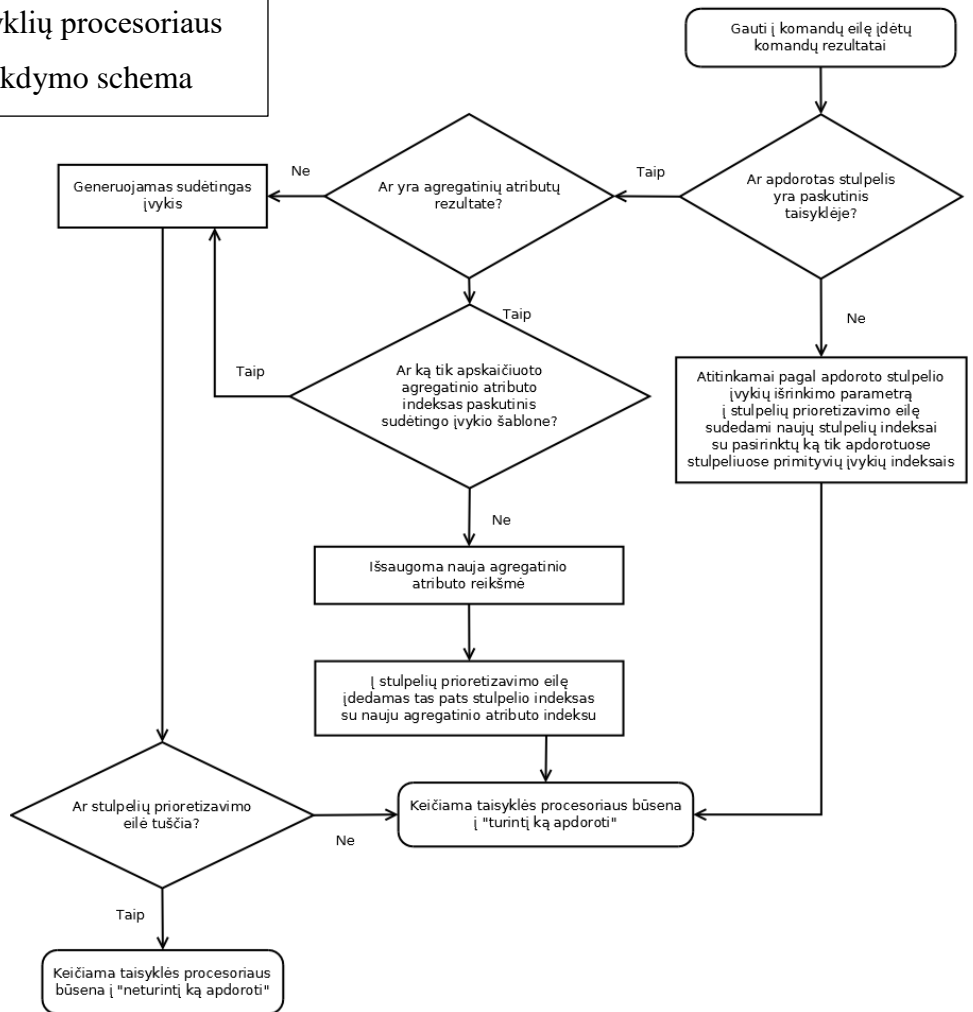 yklių procesoriaus
kdymo schema
Gauti į komandų eilę įdėtų
komandų rezultatai
Ar apdorotas stulpelis
yra paskutinis
taisyklėje?
Taip
Ar yra agregatinių atributų
rezultate?
Ne
Generuojamas sudėtingas
įvykis
Taip
Ne
Ar ką tik apskaičiuoto
agregatinio atributo
indeksas paskutinis
sudėtingo įvykio šablone?
Taip
Atitinkamai pagal apdoroto stulpelio
įvykių išrinkimo parametrą
į stulpelių prioretizavimo eilę
sudedami naujų stulpelių indeksai
su pasirinktų ką tik apdorotuose
stulpeliuose primityvių įvykių indeksais
Ne
Išsaugoma nauja agregatinio
atributo reikšmė
Į stulpelių prioretizavimo eilę
įdedamas tas pats stulpelio indeksas
su nauju agregatinio atributo indeksu
Ar stulpelių prioretizavimo
eilė tuščia?
Ne
Keičiama taisyklės procesoriaus būsena
į "turintį ką apdoroti"
Taip
Keičiama taisyklės procesoriaus
būsena į "neturintį ką apdoroti"